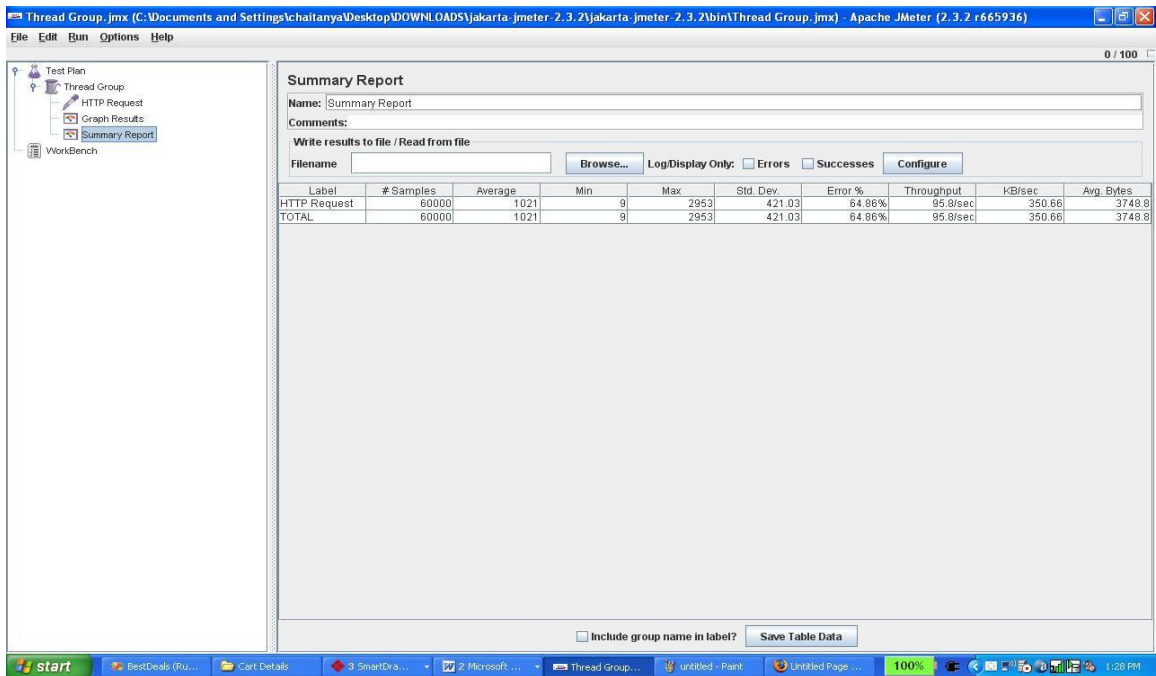 Thread Group.jmx (C:\Documents and Settings\chaitanya\Desktop\DOWNLOADS\jakarta-jmeter-2.3.2\jakarta-jmeter-2.3.2\bin\Thread Group.jmx) - Apache JMeter (2.3.2 r665936)
File Edit Run Options Help
0 / 100
Test Plan
Thread Group
HTTP Request
Graph Results
Summary Report
WorkBench
Summary Report
Name: Summary Report
Comments:
Write results to file / Read from file
Filename Browse... Log/Display Only: Errors Successes Configure
Label # Samples Average Min Max Std. Dev. Error % Throughput KB/sec Avg. Bytes
HTTP Request 60000 1021 9 2953 421.03 64.86% 95.8/sec 350.66 3748.8
TOTAL 60000 1021 9 2953 421.03 64.86% 95.8/sec 350.66 3748.8
Include group name in label? Save Table Data
start BestDeals (Ru... Cart Details 3 SmartDra... 2 Microsoft ... Thread Group... untitled - Paint Untitled Page ... 100% 1:28 PM